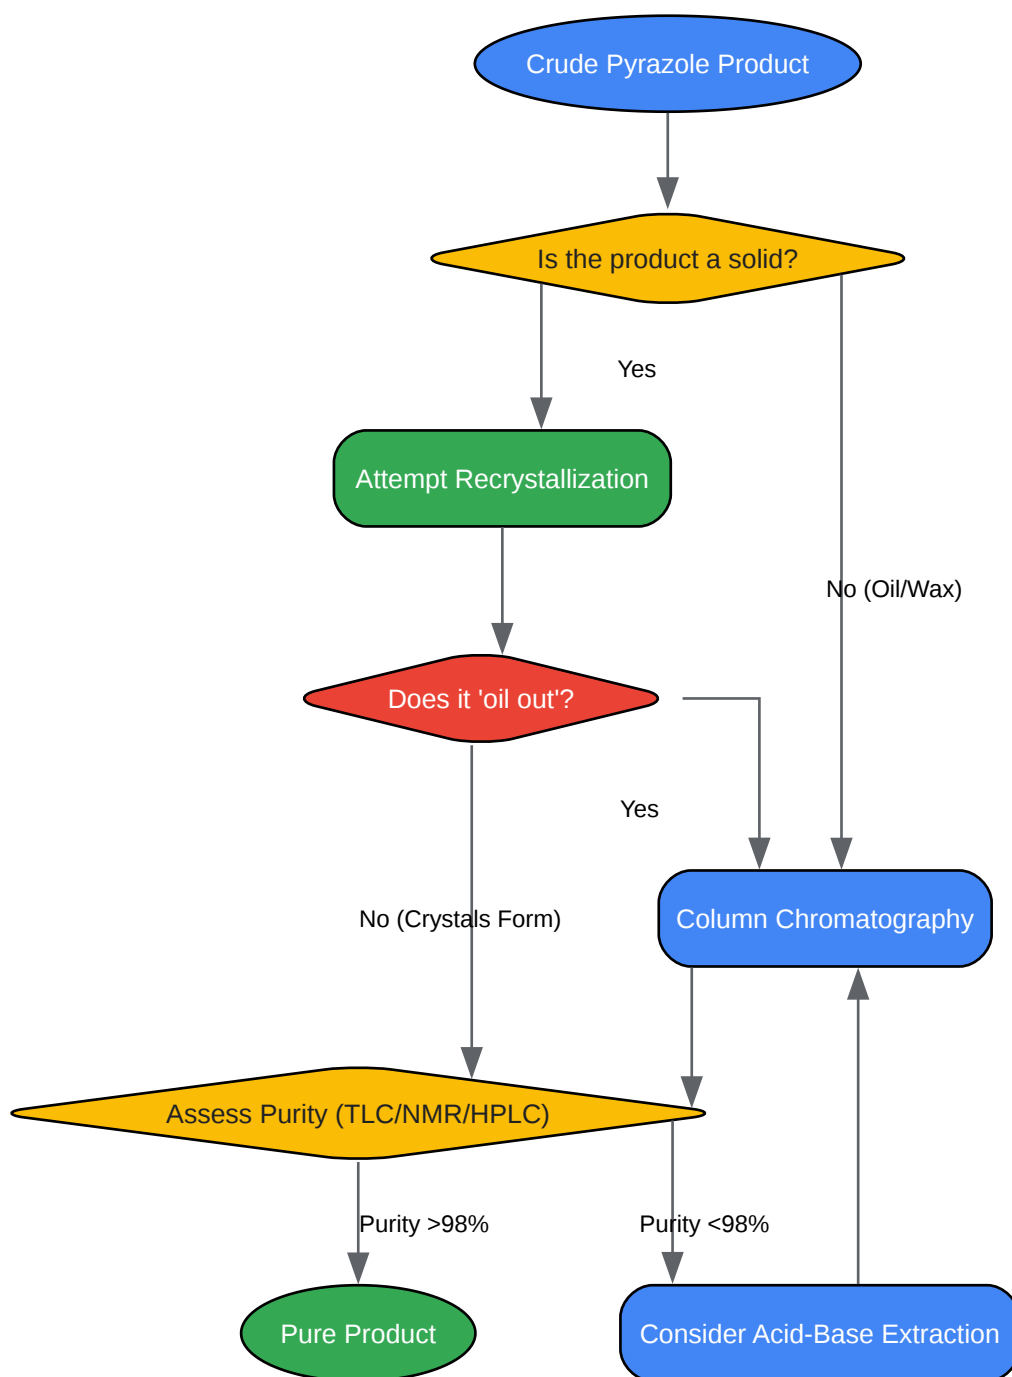 Crude Pyrazole Product
Is the product a solid?
Yes
Attempt Recrystallization
No (Oil/Wax)
Does it 'oil out'?
Yes
No (Crystals Form)
Column Chromatography
Assess Purity (TLC/NMR/HPLC)
Purity >98%
Purity <98%
Pure Product
Consider Acid-Base Extraction